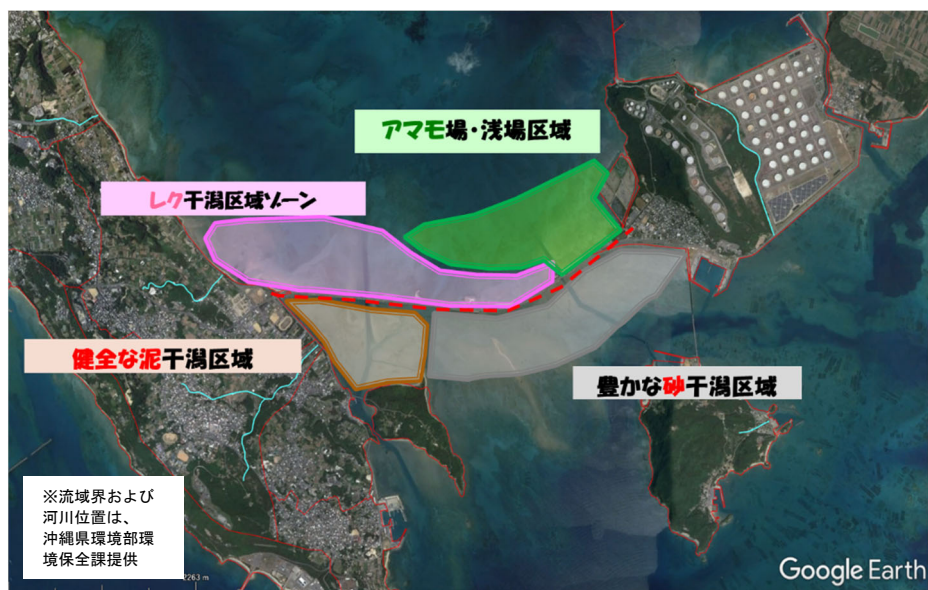 アマモ場・浅場区域
レク干潟区域ゾーン
健全な泥干潟区域
豊かな砂干潟区域
※流域界および
河川位置は、
沖縄県環境部環
境保全課提供
2263 m
Google Earth